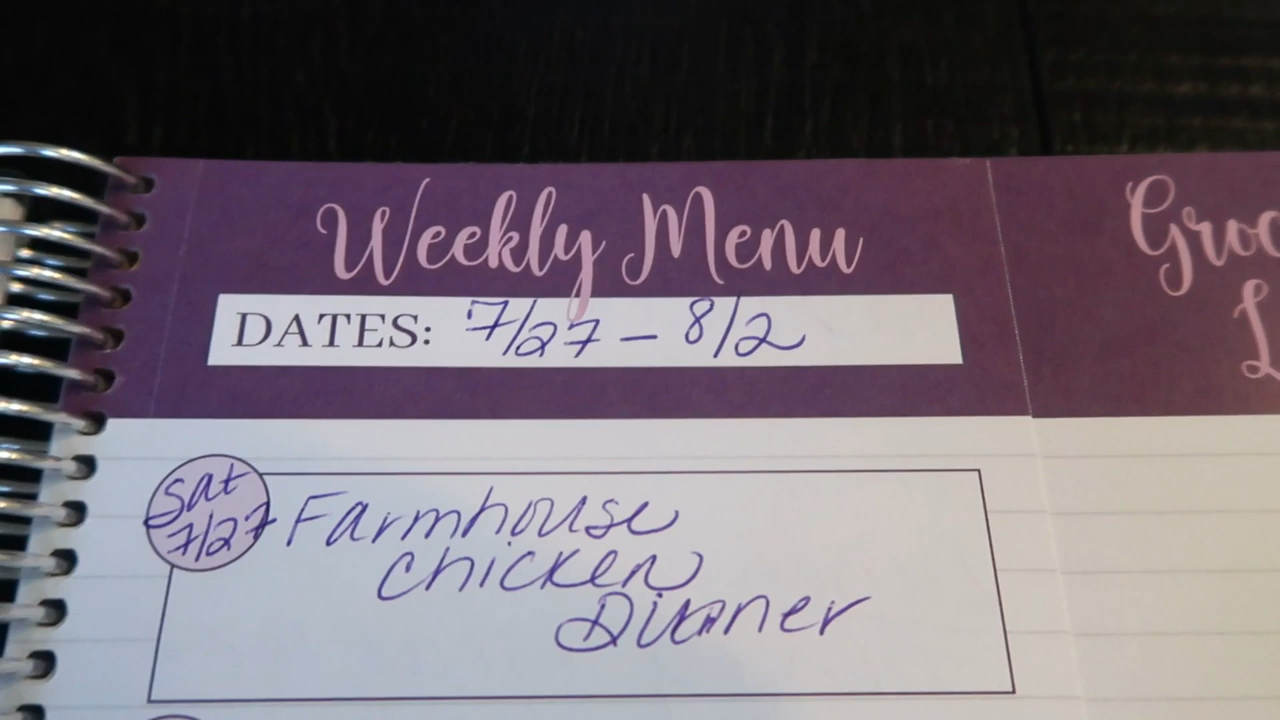 Weekly Menu
DATES: 7/27 - 8/2
Sat
7/27
Farmhouse
chicken
Dinner